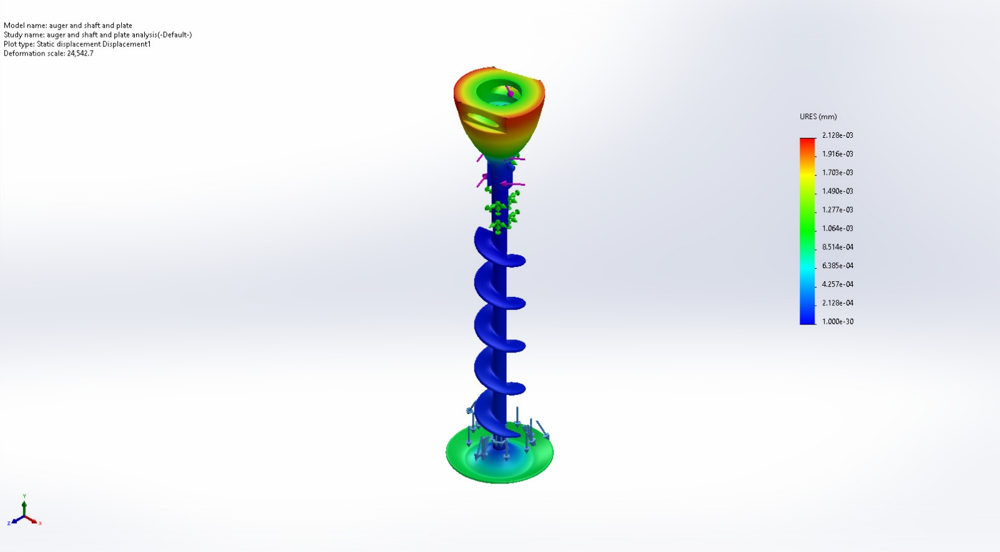 Model name: auger and shaft and plate
Study name: auger and shaft and plate analysis(-Default-)
Plot type: Static displacement Displacement1
Deformation scale: 24,542.7
URES (mm)
2.128e-03
1.916e-03
1.703e-03
1.490e-03
1.277e-03
1.064e-03
8.514e-04
6.385e-04
4.257e-04
2.128e-04
1.000e-30
Y
Z
X